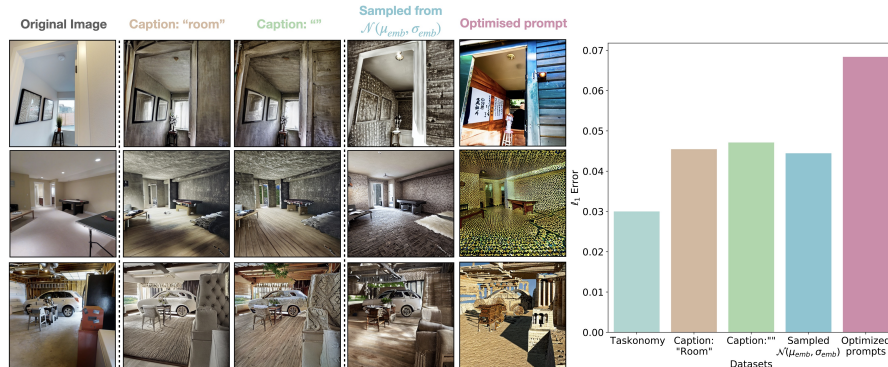 Original Image
Caption: “room”
Caption: “”
Sampled from
𝒩(μ_emb, σ_emb)
Optimised prompt
0.07
0.06
0.05
0.04
0.03
0.02
0.01
0.00
ℓ₁ Error
Taskonomy
Caption:
"Room"
Caption:""
Sampled
𝒩(μ_emb, σ_emb)
Optimized
prompts
Datasets